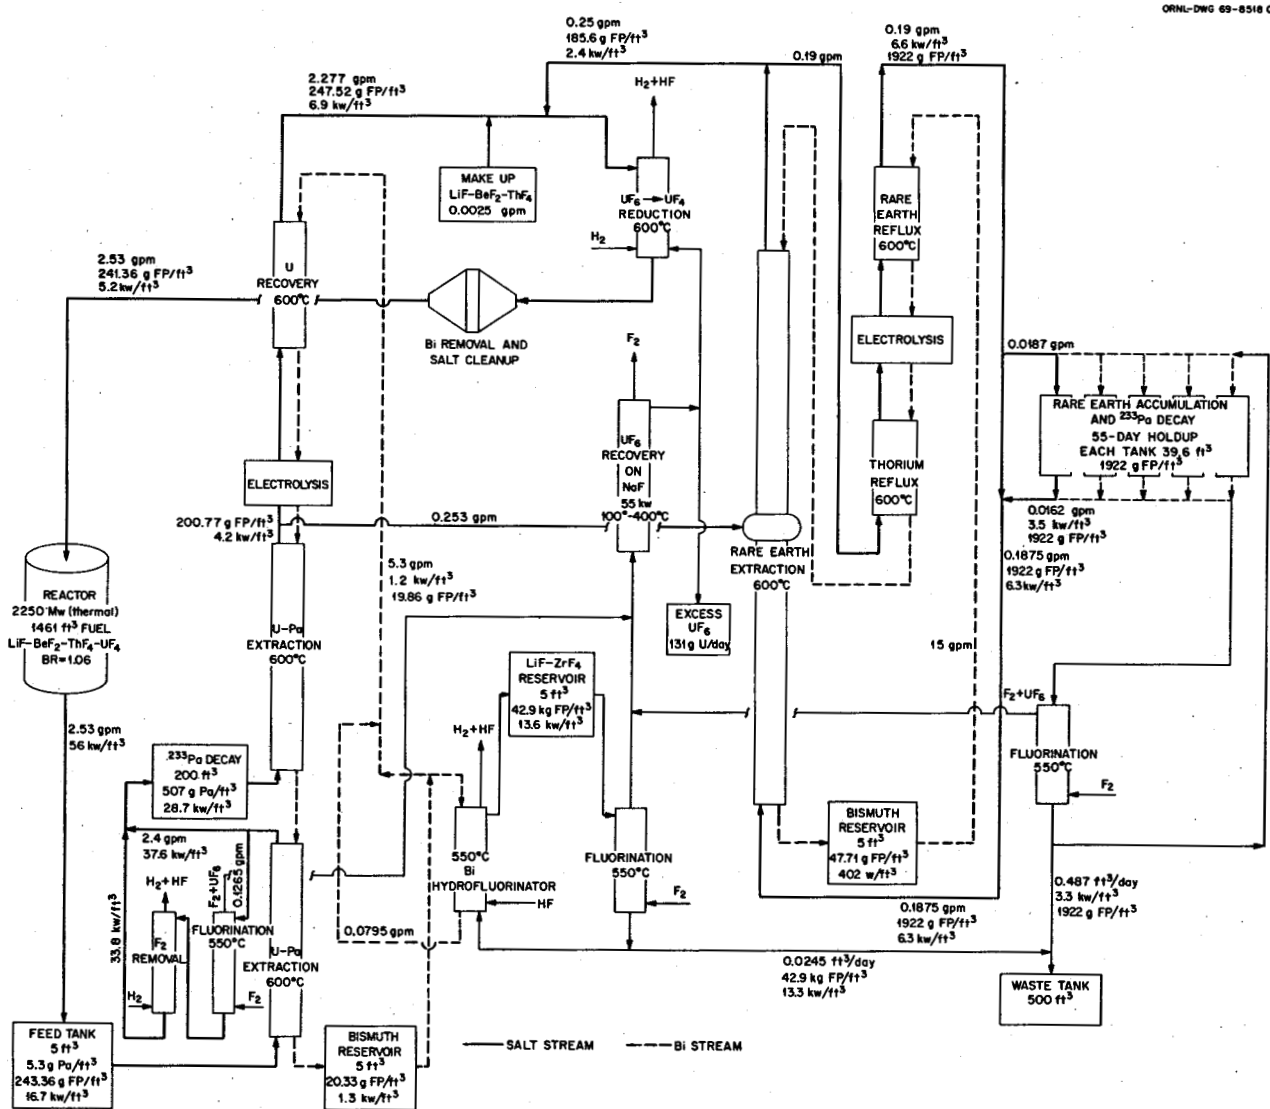 ORNL-DWG 69-8518
0.25 gpm
185.6 g FP/ft³
2.4 kw/ft³
0.19 gpm
0.19 gpm
6.6 kw/ft³
1922 g FP/ft³
2.277 gpm
247.52 g FP/ft³
6.9 kw/ft³
H₂+HF
MAKE UP
LiF-BeF₂-ThF₄
0.0025 gpm
UF₆→UF₄
REDUCTION
600°C
H₂
RARE
EARTH
REFLUX
600°C
2.53 gpm
241.36 g FP/ft³
5.2 kw/ft³
U
RECOVERY
600°C
Bi REMOVAL AND
SALT CLEANUP
F₂
ELECTROLYSIS
0.0187 gpm
RARE EARTH ACCUMULATION
AND ²³³Pa DECAY
55-DAY HOLDUP
EACH TANK 39.6 ft³
1922 g FP/ft³
UF₆
RECOVERY
ON
NaF
55 kw
100°-400°C
THORIUM
REFLUX
600°C
ELECTROLYSIS
200.77 g FP/ft³
4.2 kw/ft³
0.253 gpm
0.0162 gpm
3.5 kw/ft³
1922 g FP/ft³
0.1875 gpm
1922 g FP/ft³
6.3 kw/ft³
RARE EARTH
EXTRACTION
600°C
5.3 gpm
1.2 kw/ft³
19.86 g FP/ft³
REACTOR
2250 Mw (thermal)
1461 ft³ FUEL
LiF-BeF₂-ThF₄-UF₄
BR=1.06
U-Pa
EXTRACTION
600°C
EXCESS
UF₆
131 g U/day
15 gpm
LiF-ZrF₄
RESERVOIR
5 ft³
42.9 kg FP/ft³
13.6 kw/ft³
F₂+UF₆
2.53 gpm
56 kw/ft³
H₂+HF
FLUORINATION
550°C
F₂
²³³Pa DECAY
200 ft³
507 g Pa/ft³
28.7 kw/ft³
BISMUTH
RESERVOIR
5 ft³
47.71 g FP/ft³
402 w/ft³
2.4 gpm
37.6 kw/ft³
550°C
Bi
HYDROFLUORINATOR
HF
FLUORINATION
550°C
F₂
H₂+HF
F₂+UF₆
0.1265 gpm
33.8 kw/ft³
0.487 ft³/day
3.3 kw/ft³
1922 g FP/ft³
0.1875 gpm
1922 g FP/ft³
6.3 kw/ft³
FLUORINATION
550°C
F₂
REMOVAL
0.0795 gpm
U-Pa
EXTRACTION
600°C
0.0245 ft³/day
42.9 kg FP/ft³
13.3 kw/ft³
H₂
F₂
WASTE TANK
500 ft³
FEED TANK
5 ft³
5.3 g Pa/ft³
243.36 g FP/ft³
16.7 kw/ft³
BISMUTH
RESERVOIR
5 ft³
20.33 g FP/ft³
1.3 kw/ft³
SALT STREAM
Bi STREAM